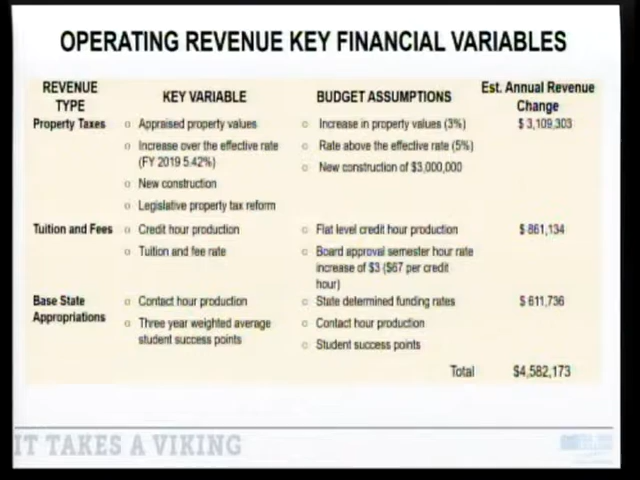 OPERATING REVENUE KEY FINANCIAL VARIABLES
REVENUE TYPE
KEY VARIABLE
BUDGET ASSUMPTIONS
Est. Annual Revenue Change
Property Taxes
o Appraised property values
o Increase over the effective rate
(FY 2019 5.42%)
o New construction
o Legislative property tax reform
o Increase in property values (3%)
o Rate above the effective rate (5%)
o New construction of $3,000,000
$ 3,109,303
Tuition and Fees
o Credit hour production
o Tuition and fee rate
o Flat level credit hour production
o Board approval semester hour rate
increase of $3 ($67 per credit
hour)
$ 861,134
Base State
Appropriations
o Contact hour production
o Three year weighted average
student success points
o State determined funding rates
o Contact hour production
o Student success points
$ 611,736
Total $4,582,173
IT TAKES A VIKING